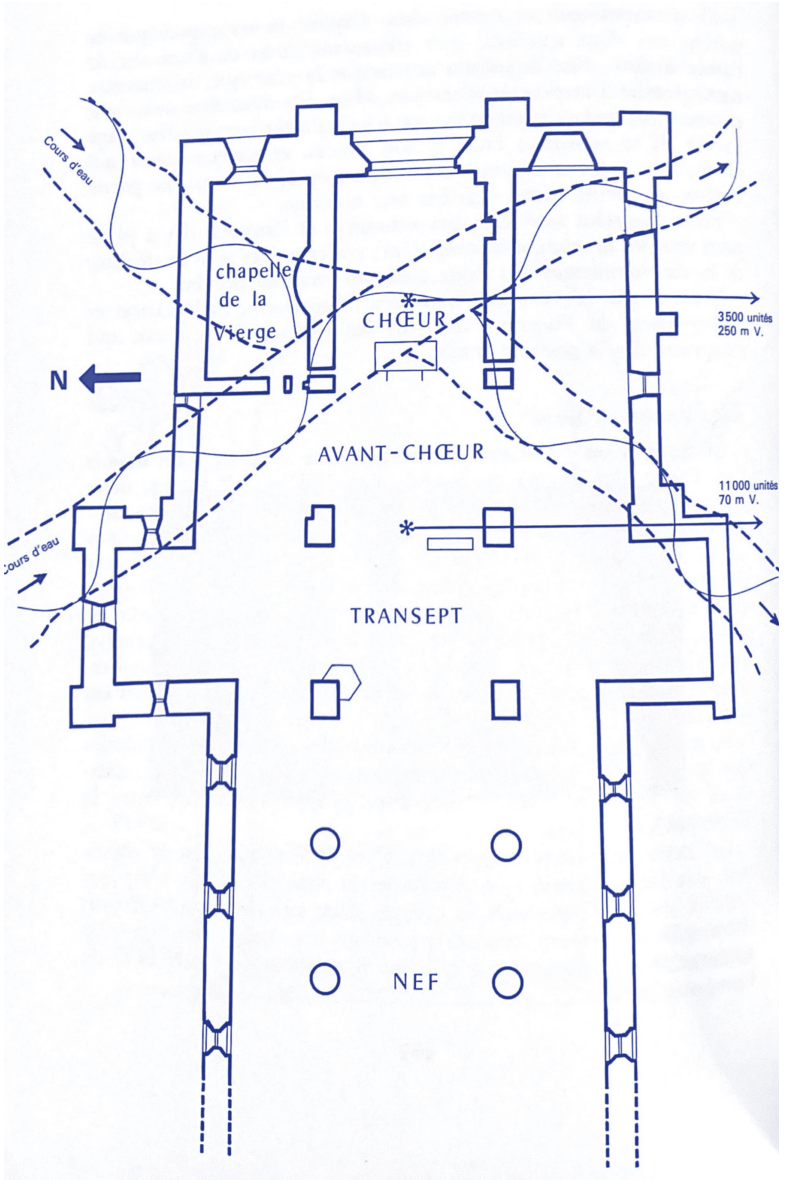 Cours d'eau
chapelle
de la
Vierge
CHŒUR
3500 unités
250 m V.
N
AVANT-CHŒUR
11000 unités
70 m V.
Cours d'eau
TRANSEPT
NEF